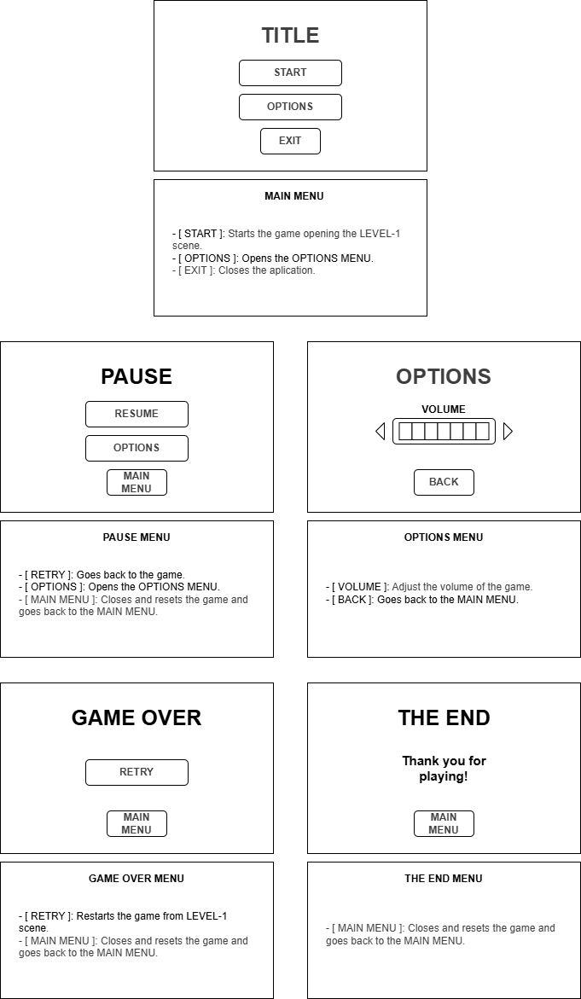 TITLE
START
OPTIONS
EXIT
MAIN MENU
- [ START ]: Starts the game opening the LEVEL-1
scene.
- [ OPTIONS ]: Opens the OPTIONS MENU.
- [ EXIT ]: Closes the aplication.
PAUSE
RESUME
OPTIONS
MAIN
MENU
PAUSE MENU
- [ RETRY ]: Goes back to the game.
- [ OPTIONS ]: Opens the OPTIONS MENU.
- [ MAIN MENU ]: Closes and resets the game and
goes back to the MAIN MENU.
OPTIONS
VOLUME
BACK
OPTIONS MENU
- [ VOLUME ]: Adjust the volume of the game.
- [ BACK ]: Goes back to the MAIN MENU.
GAME OVER
RETRY
MAIN
MENU
GAME OVER MENU
- [ RETRY ]: Restarts the game from LEVEL-1
scene.
- [ MAIN MENU ]: Closes and resets the game and
goes back to the MAIN MENU.
THE END
Thank you for
playing!
MAIN
MENU
THE END MENU
- [ MAIN MENU ]: Closes and resets the game and
goes back to the MAIN MENU.